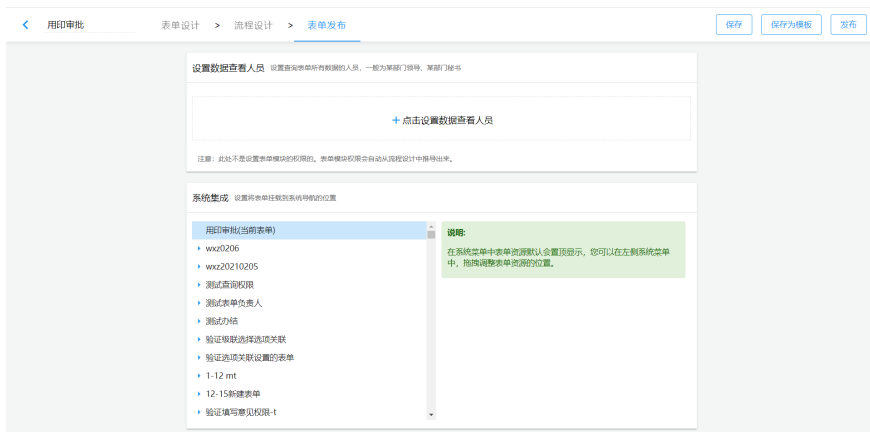 用印审批 表单设计 > 流程设计 > 表单发布 保存 保存为模板 发布
设置数据查看人员 设置查询表单所有数据的人员，一般为某部门领导，某部门秘书
+ 点击设置数据查看人员
注意：此处不是设置表单模块的权限的。表单模块权限会自动从流程设计中推导出来。
系统集成 设置将表单挂载到系统导航的位置
用印审批(当前表单)
wxz0206
wxz20210205
测试查询权限
测试表单负责人
测试办结
验证级联选择选项关联
验证选项关联设置的表单
1-12 mt
12-15新建表单
验证填写意见权限-t
说明:
在系统菜单中表单资源默认会置顶显示，您可以在左侧系统菜单
中，拖拽调整表单资源的位置。